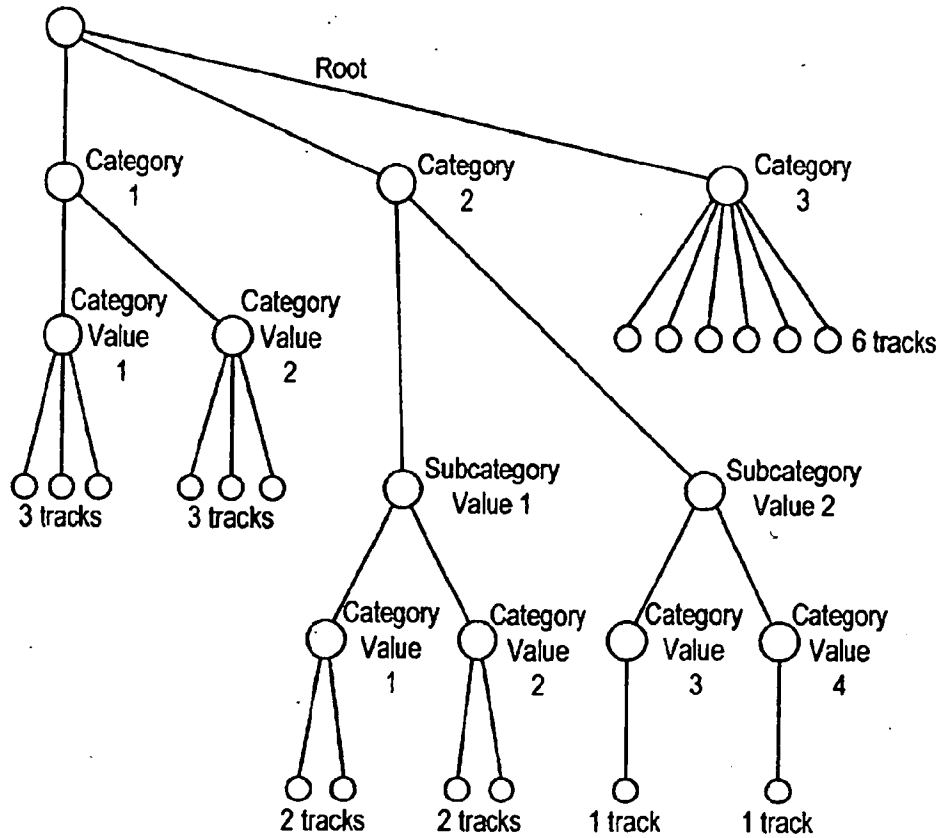 Root
Category
1
Category
2
Category
3
Category
Value
1
Category
Value
2
6 tracks
3 tracks
3 tracks
Subcategory
Value 1
Subcategory
Value 2
Category
Value
1
Category
Value
2
Category
Value
3
Category
Value
4
2 tracks
2 tracks
1 track
1 track